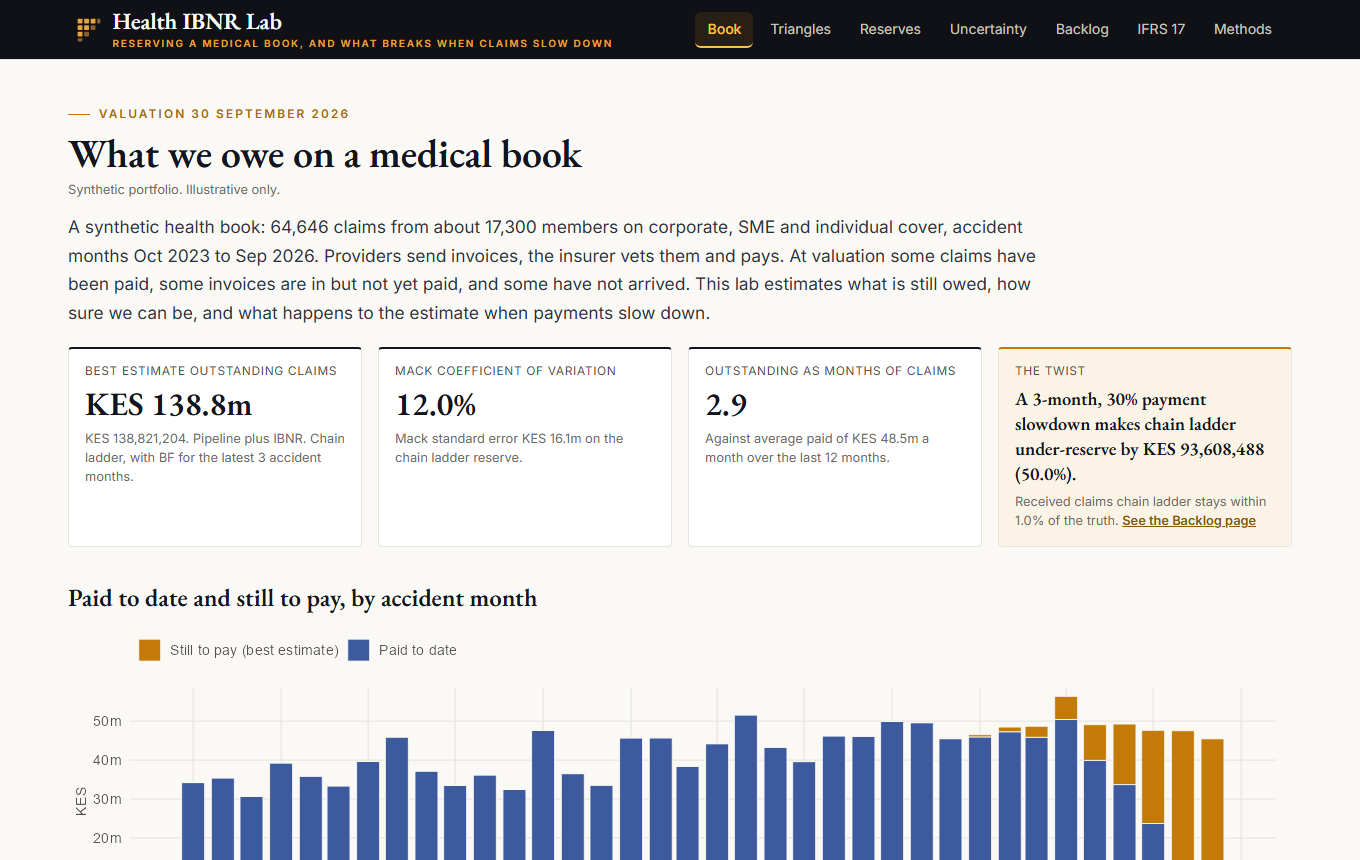 Health IBNR Lab
RESERVING A MEDICAL BOOK, AND WHAT BREAKS WHEN CLAIMS SLOW DOWN
Book Triangles Reserves Uncertainty Backlog IFRS 17 Methods
VALUATION 30 SEPTEMBER 2026
What we owe on a medical book
Synthetic portfolio. Illustrative only.
A synthetic health book: 64,646 claims from about 17,300 members on corporate, SME and individual cover, accident
months Oct 2023 to Sep 2026. Providers send invoices, the insurer vets them and pays. At valuation some claims have
been paid, some invoices are in but not yet paid, and some have not arrived. This lab estimates what is still owed, how
sure we can be, and what happens to the estimate when payments slow down.
BEST ESTIMATE OUTSTANDING CLAIMS
KES 138.8m
KES 138,821,204. Pipeline plus IBNR. Chain
ladder, with BF for the latest 3 accident
months.
MACK COEFFICIENT OF VARIATION
12.0%
Mack standard error KES 16.1m on the
chain ladder reserve.
OUTSTANDING AS MONTHS OF CLAIMS
2.9
Against average paid of KES 48.5m a
month over the last 12 months.
THE TWIST
A 3-month, 30% payment
slowdown makes chain ladder
under-reserve by KES 93,608,488
(50.0%).
Received claims chain ladder stays within
1.0% of the truth. See the Backlog page
Paid to date and still to pay, by accident month
Still to pay (best estimate) Paid to date
50m
40m
30m
20m
KES